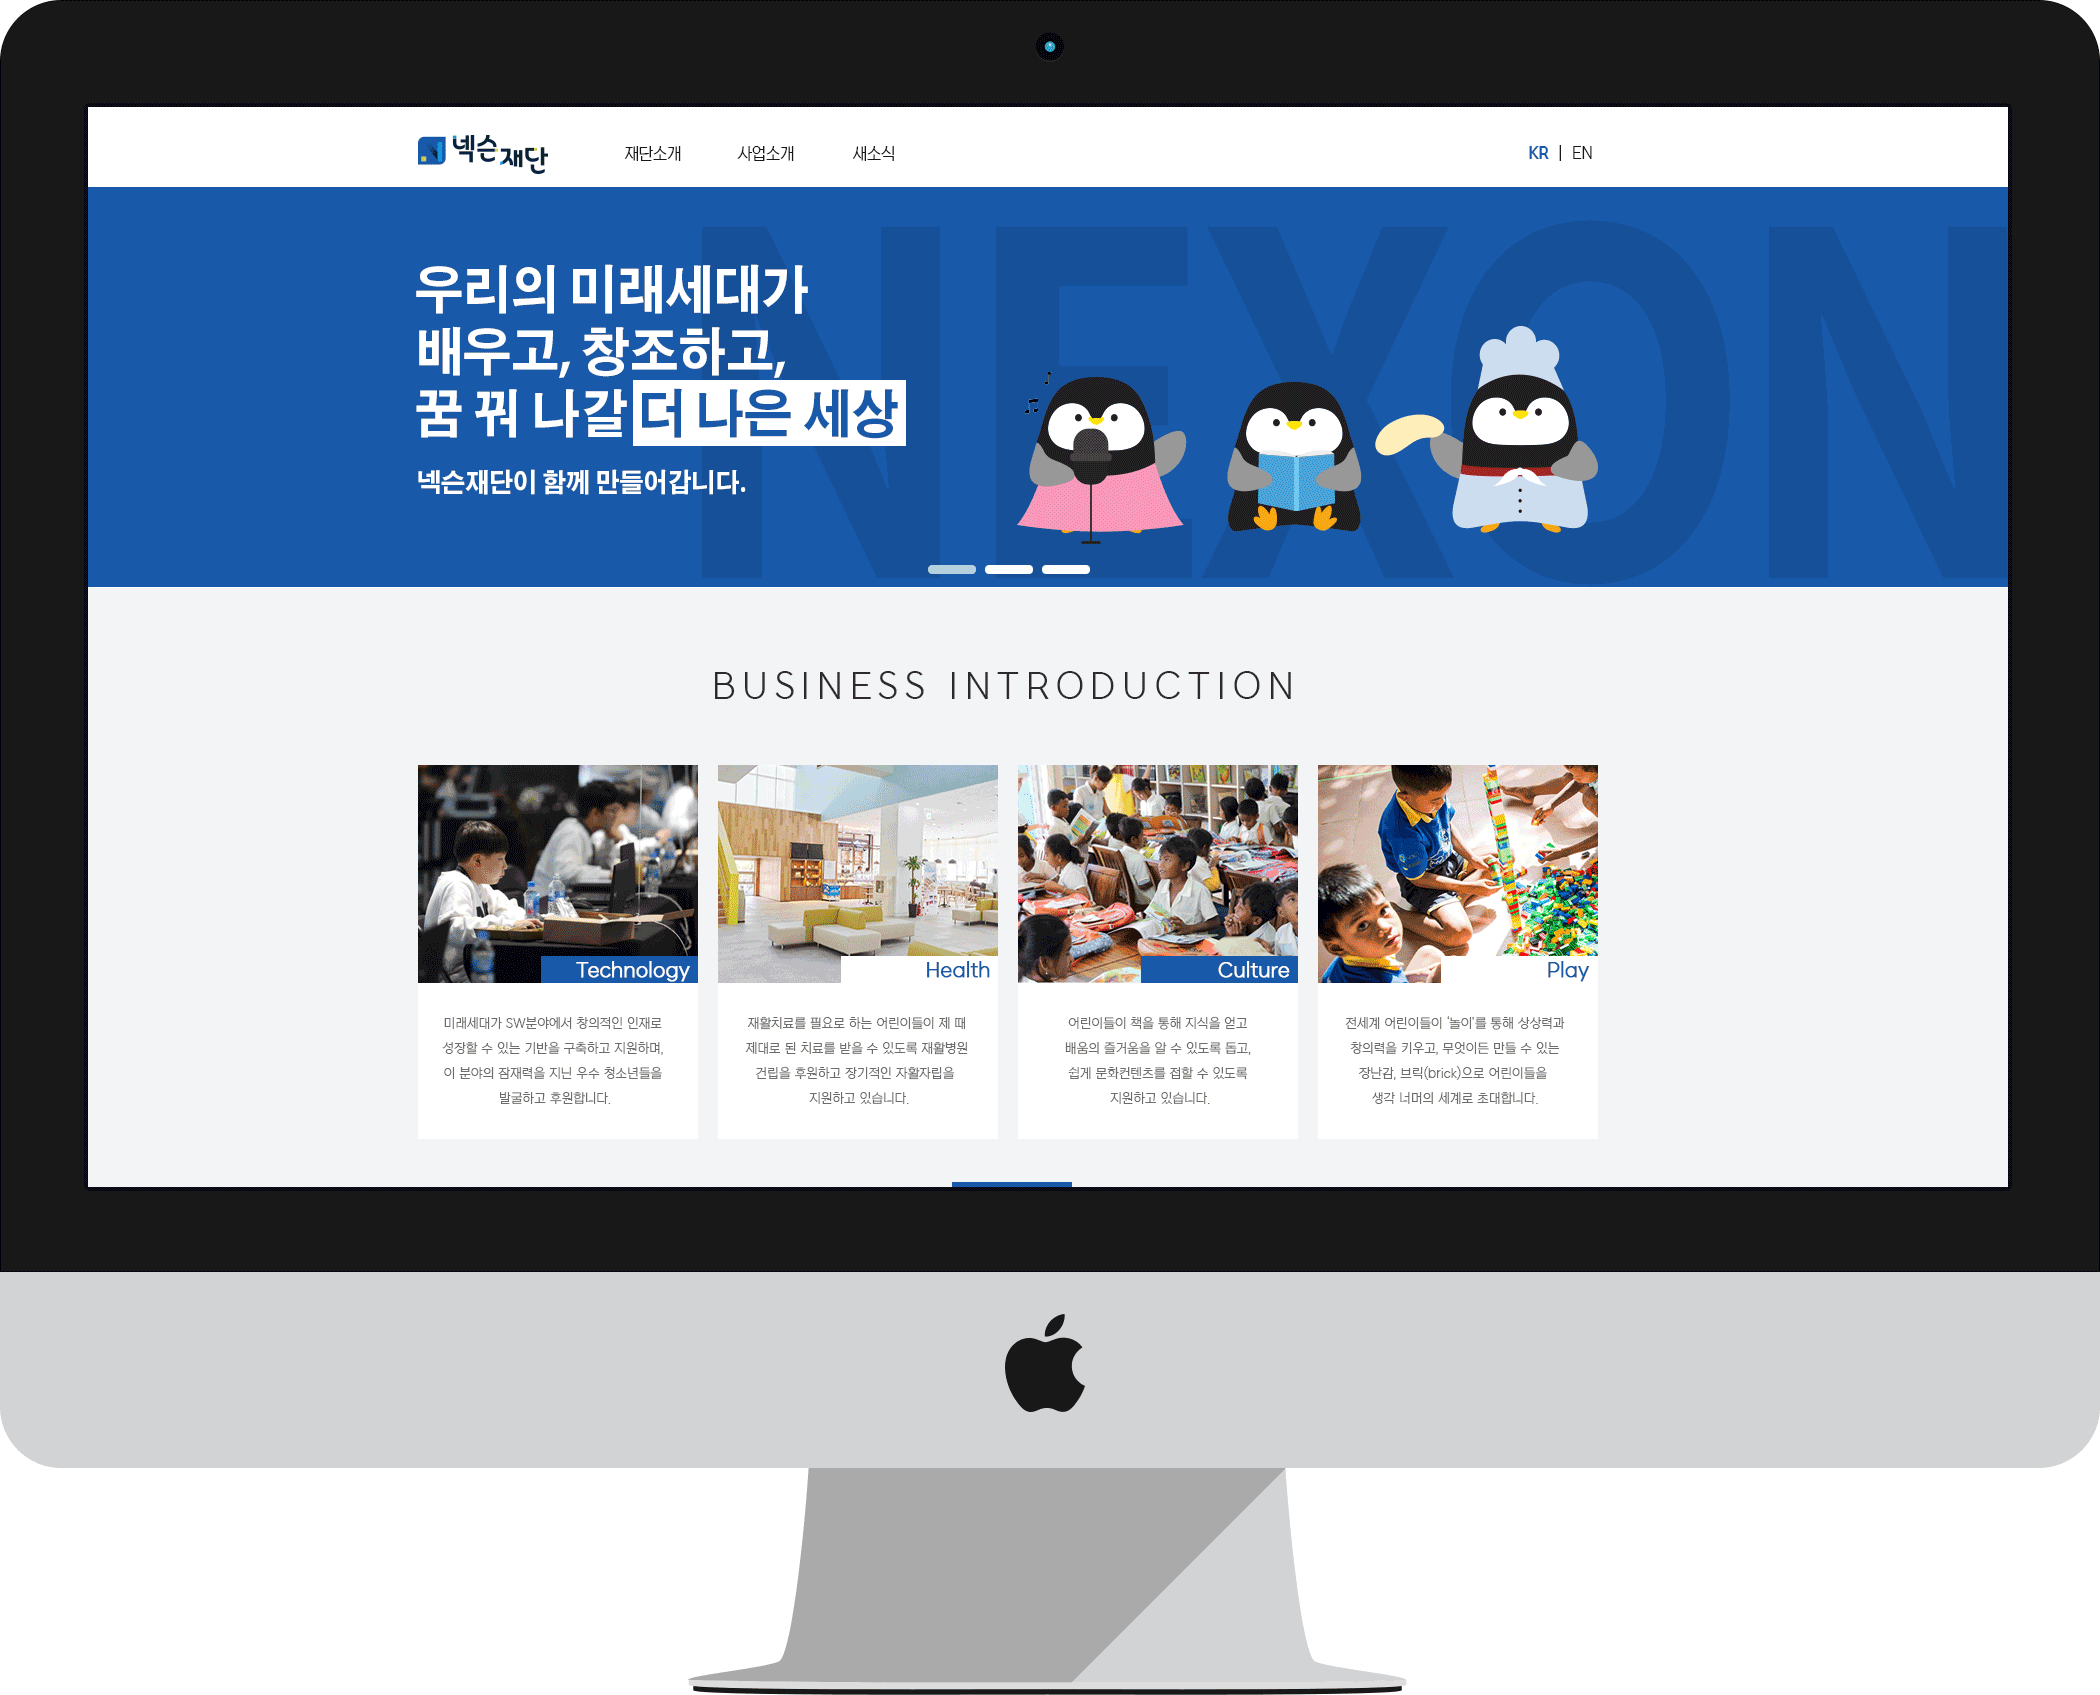 넥슨재단
재단소개
사업소개
새소식
KR | EN
NEXON
우리의 미래세대가
배우고, 창조하고,
꿈 꿔 나갈 더 나은 세상
넥슨재단이 함께 만들어갑니다.
BUSINESS INTRODUCTION
Technology
미래세대가 SW분야에서 창의적인 인재로
성장할 수 있는 기반을 구축하고 지원하며,
이 분야의 잠재력을 지닌 우수 청소년들을
발굴하고 후원합니다.
Health
재활치료를 필요로 하는 어린이들이 제 때
제대로 된 치료를 받을 수 있도록 재활병원
건립을 후원하고 장기적인 자활자립을
지원하고 있습니다.
Culture
어린이들이 책을 통해 지식을 얻고
배움의 즐거움을 알 수 있도록 돕고,
쉽게 문화컨텐츠를 접할 수 있도록
지원하고 있습니다.
Play
전세계 어린이들이 '놀이'를 통해 상상력과
창의력을 키우고, 무엇이든 만들 수 있는
장난감, 브릭(brick)으로 어린이들을
생각 너머의 세계로 초대합니다.